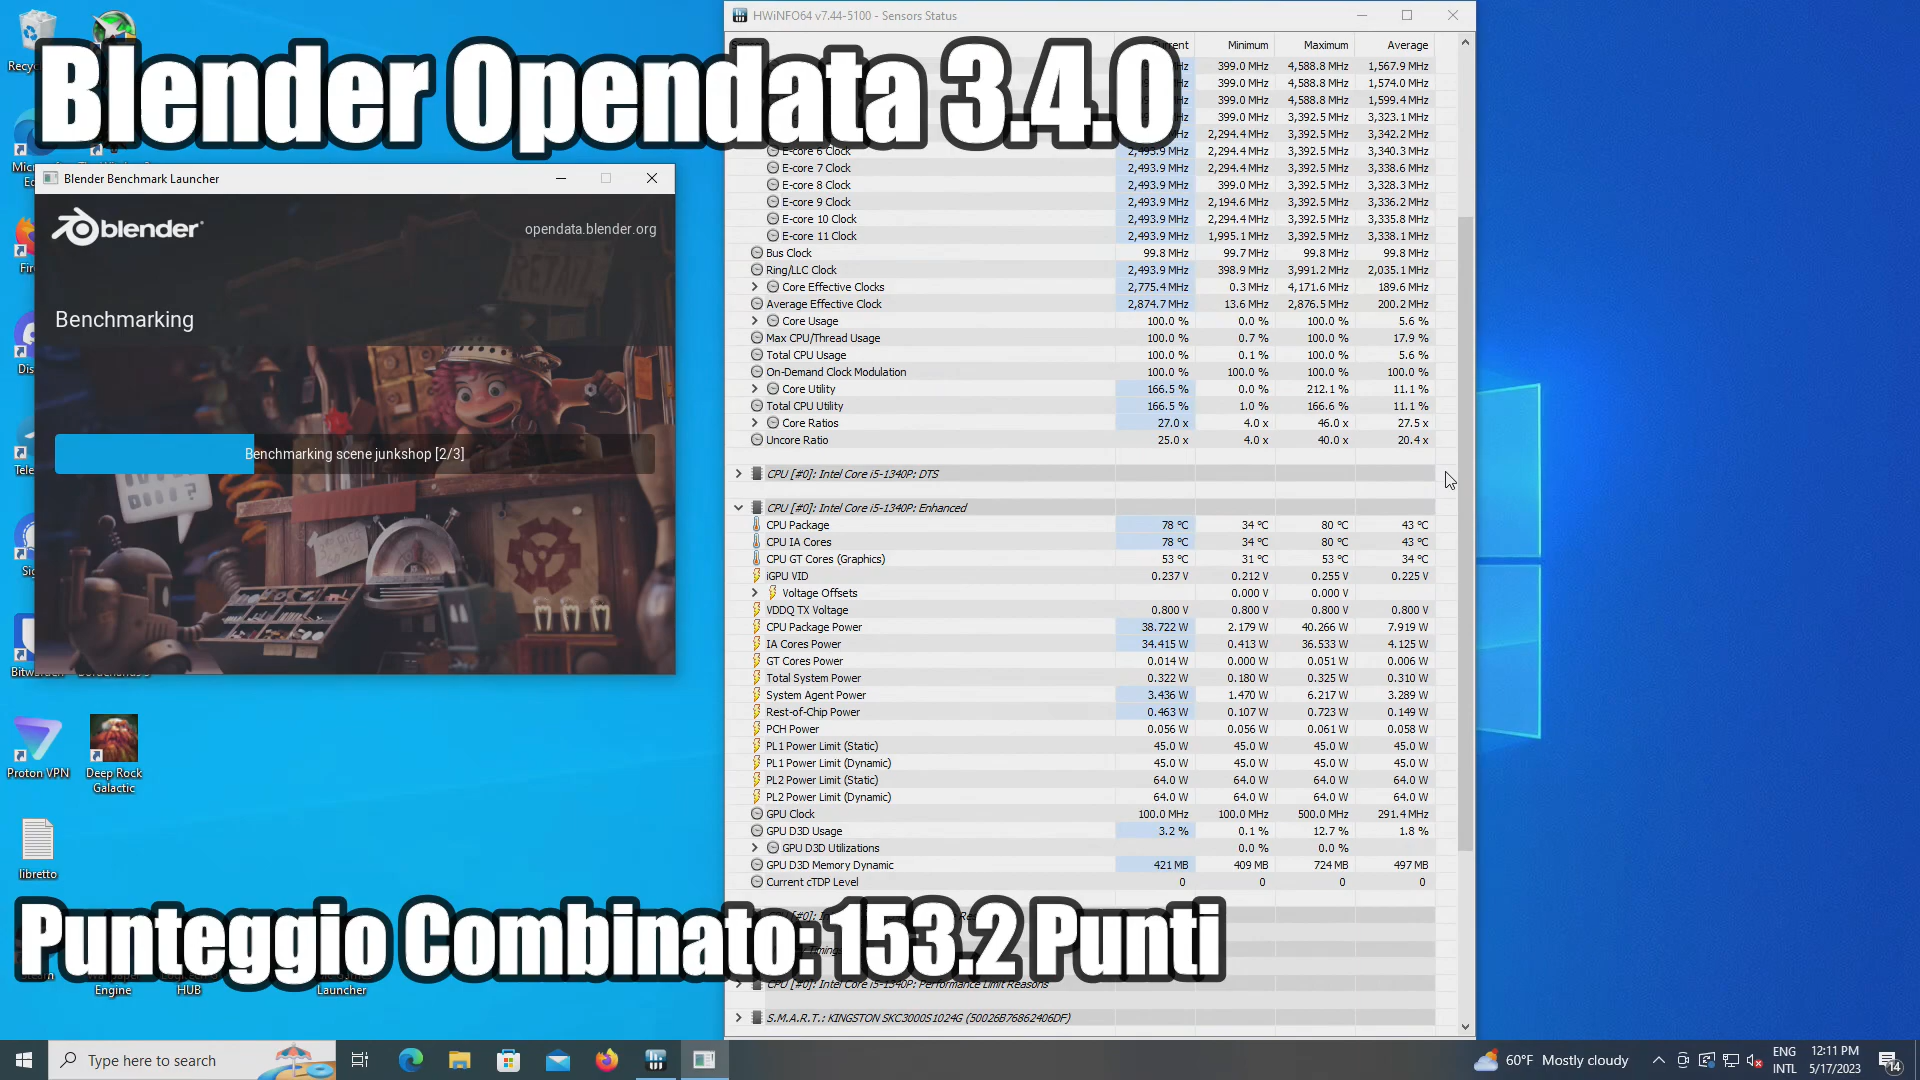 Blender Opendata 3.4.0
Punteggio Combinato: 153.2 Punti
Blender Benchmark Launcher
blender
opendata.blender.org
Benchmarking
Benchmarking scene junkshop [2/3]
RETAIL
HWiNFO64 v7.44-5100 - Sensors Status
Minimum Maximum Average
399.0 MHz 4,588.8 MHz 1,567.9 MHz
399.0 MHz 4,588.8 MHz 1,574.0 MHz
399.0 MHz 4,588.8 MHz 1,599.4 MHz
399.0 MHz 3,392.5 MHz 3,323.1 MHz
2,294.4 MHz 3,392.5 MHz 3,342.2 MHz
E-core 6 Clock 2,493.9 MHz 2,294.4 MHz 3,392.5 MHz 3,340.3 MHz
E-core 7 Clock 2,493.9 MHz 2,294.4 MHz 3,392.5 MHz 3,338.6 MHz
E-core 8 Clock 2,493.9 MHz 399.0 MHz 3,392.5 MHz 3,328.3 MHz
E-core 9 Clock 2,493.9 MHz 2,194.6 MHz 3,392.5 MHz 3,336.2 MHz
E-core 10 Clock 2,493.9 MHz 2,294.4 MHz 3,392.5 MHz 3,335.8 MHz
E-core 11 Clock 2,493.9 MHz 1,995.1 MHz 3,392.5 MHz 3,338.1 MHz
Bus Clock 99.8 MHz 99.7 MHz 99.8 MHz 99.8 MHz
Ring/LLC Clock 2,493.9 MHz 398.9 MHz 3,991.2 MHz 2,035.1 MHz
Core Effective Clocks 2,775.4 MHz 0.3 MHz 4,171.6 MHz 189.6 MHz
Average Effective Clock 2,874.7 MHz 13.6 MHz 2,876.5 MHz 200.2 MHz
Core Usage 100.0 % 0.0 % 100.0 % 5.6 %
Max CPU/Thread Usage 100.0 % 0.7 % 100.0 % 17.9 %
Total CPU Usage 100.0 % 0.1 % 100.0 % 5.6 %
On-Demand Clock Modulation 100.0 % 100.0 % 100.0 % 100.0 %
Core Utility 166.5 % 0.0 % 212.1 % 11.1 %
Total CPU Utility 166.5 % 1.0 % 166.6 % 11.1 %
Core Ratios 27.0 x 4.0 x 46.0 x 27.5 x
Uncore Ratio 25.0 x 4.0 x 40.0 x 20.4 x
CPU [#0]: Intel Core i5-1340P: DTS
CPU [#0]: Intel Core i5-1340P: Enhanced
CPU Package 78 °C 34 °C 80 °C 43 °C
CPU IA Cores 78 °C 34 °C 80 °C 43 °C
CPU GT Cores (Graphics) 53 °C 31 °C 53 °C 34 °C
iGPU VID 0.237 V 0.212 V 0.255 V 0.225 V
Voltage Offsets 0.000 V 0.000 V
VDDQ TX Voltage 0.800 V 0.800 V 0.800 V 0.800 V
CPU Package Power 38.722 W 2.179 W 40.266 W 7.919 W
IA Cores Power 34.415 W 0.413 W 36.533 W 4.125 W
GT Cores Power 0.014 W 0.000 W 0.051 W 0.006 W
Total System Power 0.322 W 0.180 W 0.325 W 0.310 W
System Agent Power 3.436 W 1.470 W 6.217 W 3.289 W
Rest-of-Chip Power 0.463 W 0.107 W 0.723 W 0.149 W
PCH Power 0.056 W 0.056 W 0.061 W 0.058 W
PL1 Power Limit (Static) 45.0 W 45.0 W 45.0 W 45.0 W
PL1 Power Limit (Dynamic) 45.0 W 45.0 W 45.0 W 45.0 W
PL2 Power Limit (Static) 64.0 W 64.0 W 64.0 W 64.0 W
PL2 Power Limit (Dynamic) 64.0 W 64.0 W 64.0 W 64.0 W
GPU Clock 100.0 MHz 100.0 MHz 500.0 MHz 291.4 MHz
GPU D3D Usage 3.2 % 0.1 % 12.7 % 1.8 %
GPU D3D Utilizations 0.0 % 0.0 %
GPU D3D Memory Dynamic 421 MB 409 MB 724 MB 497 MB
Current cTDP Level 0 0 0 0
CPU [#0]: Intel Core i5-1340P: Performance Limit Reasons
S.M.A.R.T.: KINGSTON SKC3000S1024G (50026B76862406DF)
Proton VPN
Deep Rock Galactic
libretto
Engine
HUB
Launcher
Type here to search
60°F Mostly cloudy
ENG
INTL
12:11 PM
5/17/2023
14